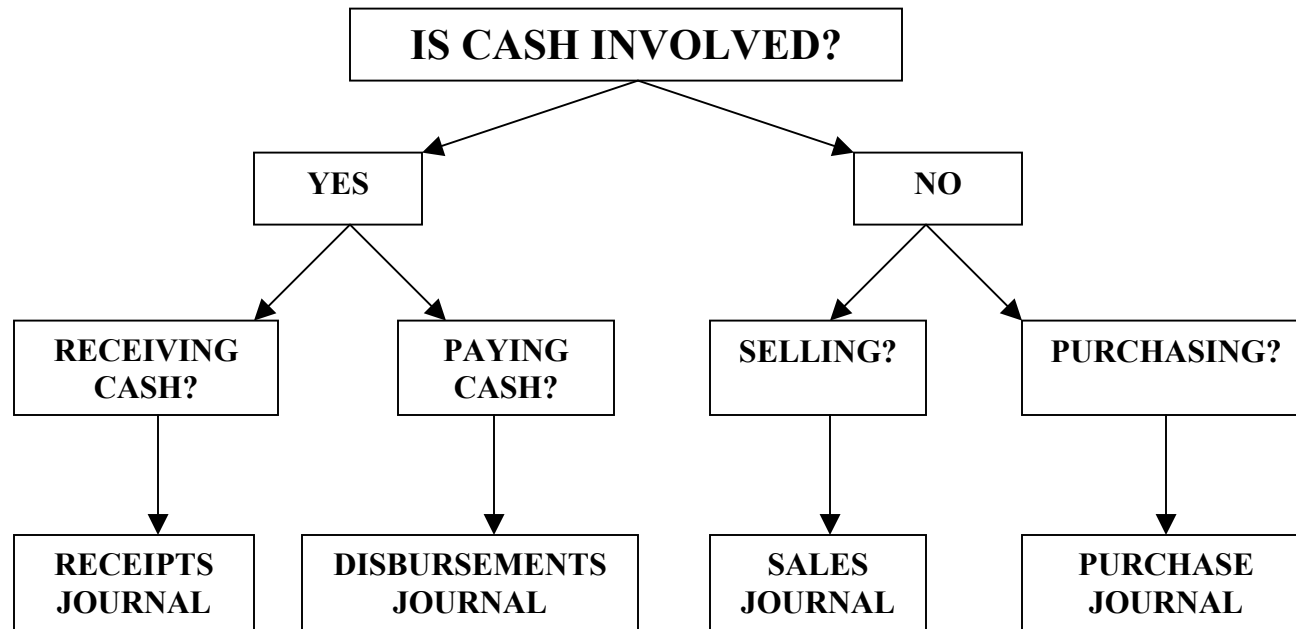 IS CASH INVOLVED?
YES
NO
RECEIVING
CASH?
PAYING
CASH?
SELLING?
PURCHASING?
RECEIPTS
JOURNAL
DISBURSEMENTS
JOURNAL
SALES
JOURNAL
PURCHASE
JOURNAL